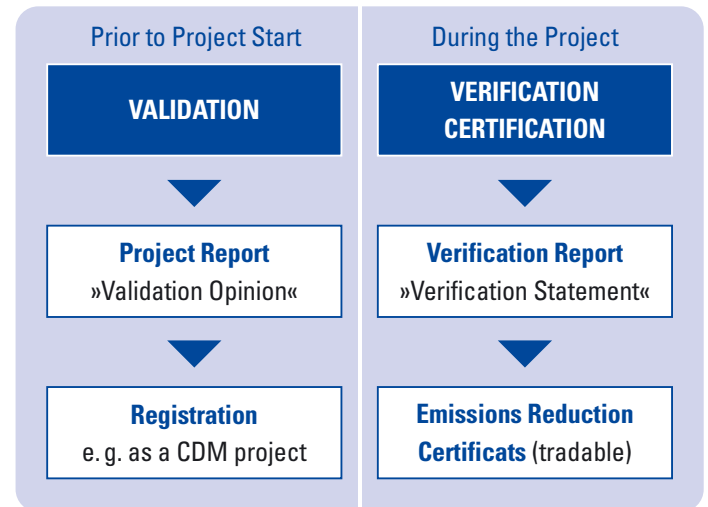 Prior to Project Start
VALIDATION
Project Report
»Validation Opinion«
Registration
e. g. as a CDM project
During the Project
VERIFICATION
CERTIFICATION
Verification Report
»Verification Statement«
Emissions Reduction
Certificats (tradable)